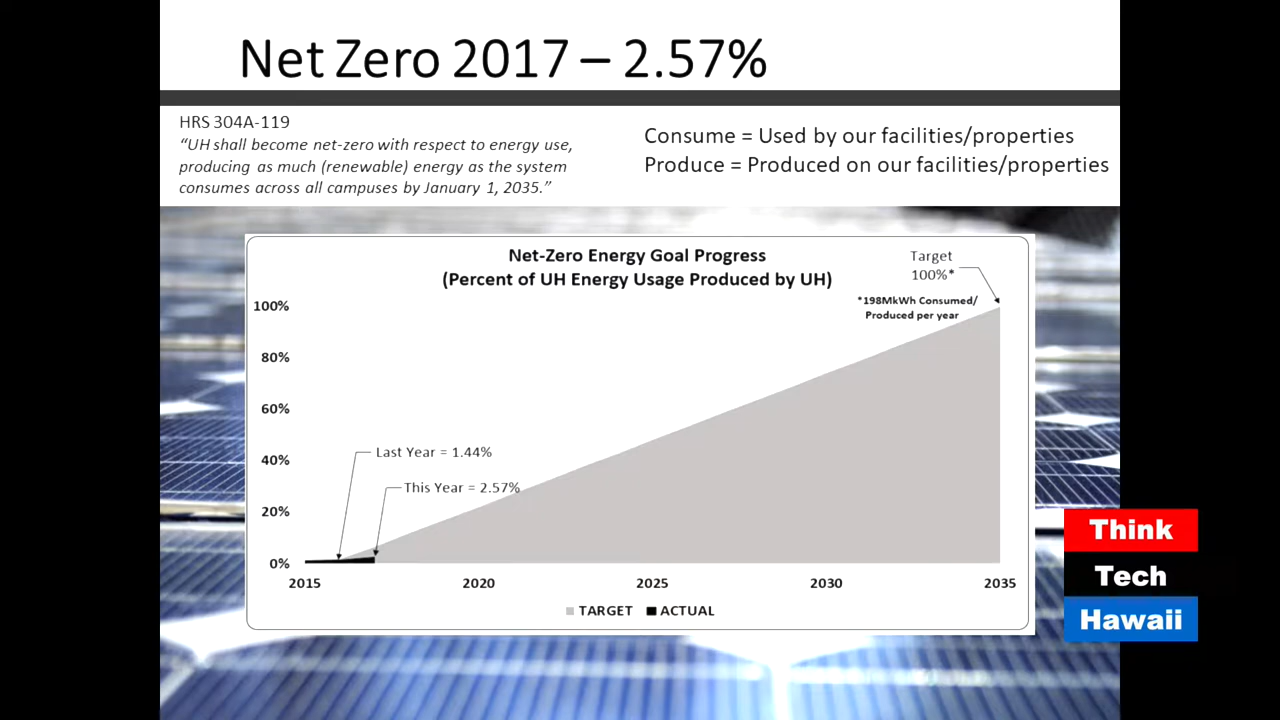 Net Zero 2017 – 2.57%
HRS 304A-119
“UH shall become net-zero with respect to energy use,
producing as much (renewable) energy as the system
consumes across all campuses by January 1, 2035.”
Consume = Used by our facilities/properties
Produce = Produced on our facilities/properties
Net-Zero Energy Goal Progress
(Percent of UH Energy Usage Produced by UH)
Target
100%*
*198MkWh Consumed/
Produced per year
100%
80%
60%
40%
20%
0%
Last Year = 1.44%
This Year = 2.57%
2015 2020 2025 2030 2035
TARGET ACTUAL
Think
Tech
Hawaii